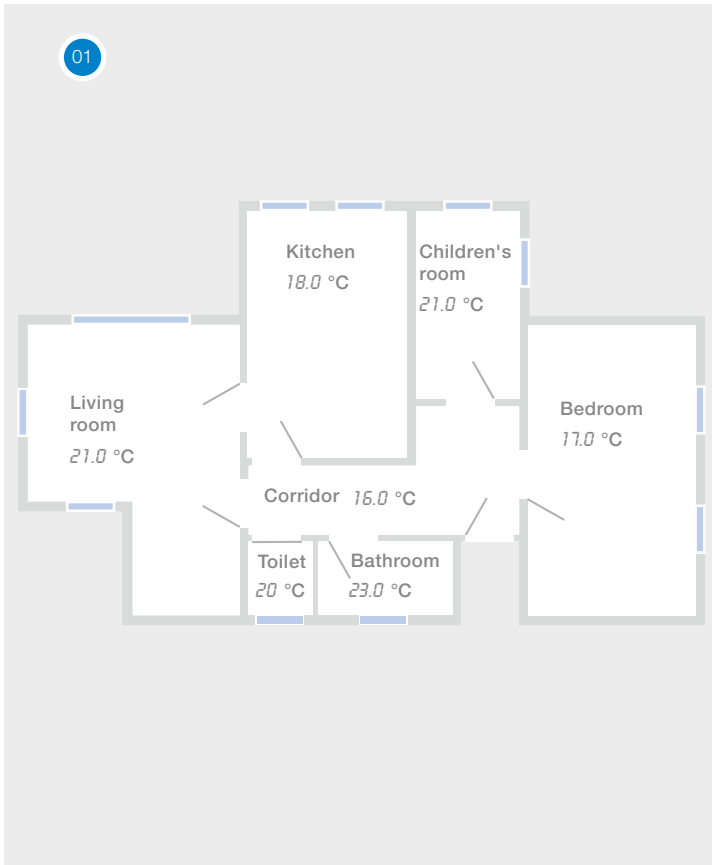 01
Kitchen
18.0 °C
Children's
room
21.0 °C
Living
room
21.0 °C
Bedroom
17.0 °C
Corridor 16.0 °C
Toilet
20 °C
Bathroom
23.0 °C